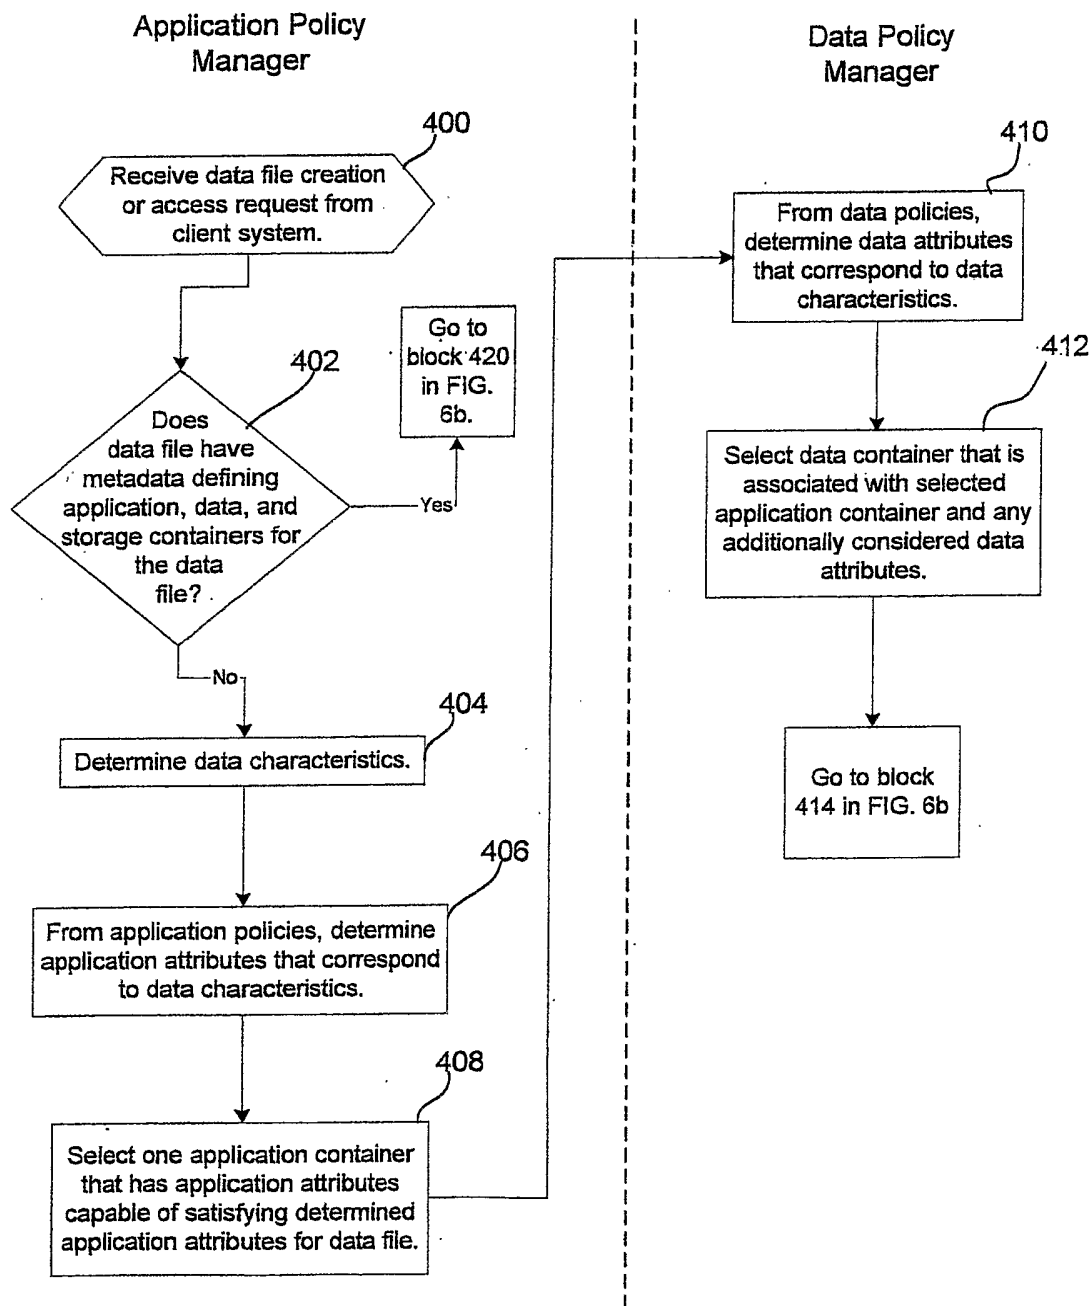 Application Policy
Manager
400
Receive data file creation
or access request from
client system.
402
Does
data file have
metadata defining
application, data, and
storage containers for
the data
file?
Yes
Go to
block 420
in FIG.
6b.
No
404
Determine data characteristics.
406
From application policies, determine
application attributes that correspond
to data characteristics.
408
Select one application container
that has application attributes
capable of satisfying determined
application attributes for data file.
Data Policy
Manager
410
From data policies,
determine data attributes
that correspond to data
characteristics.
412
Select data container that is
associated with selected
application container and any
additionally considered data
attributes.
Go to block
414 in FIG. 6b